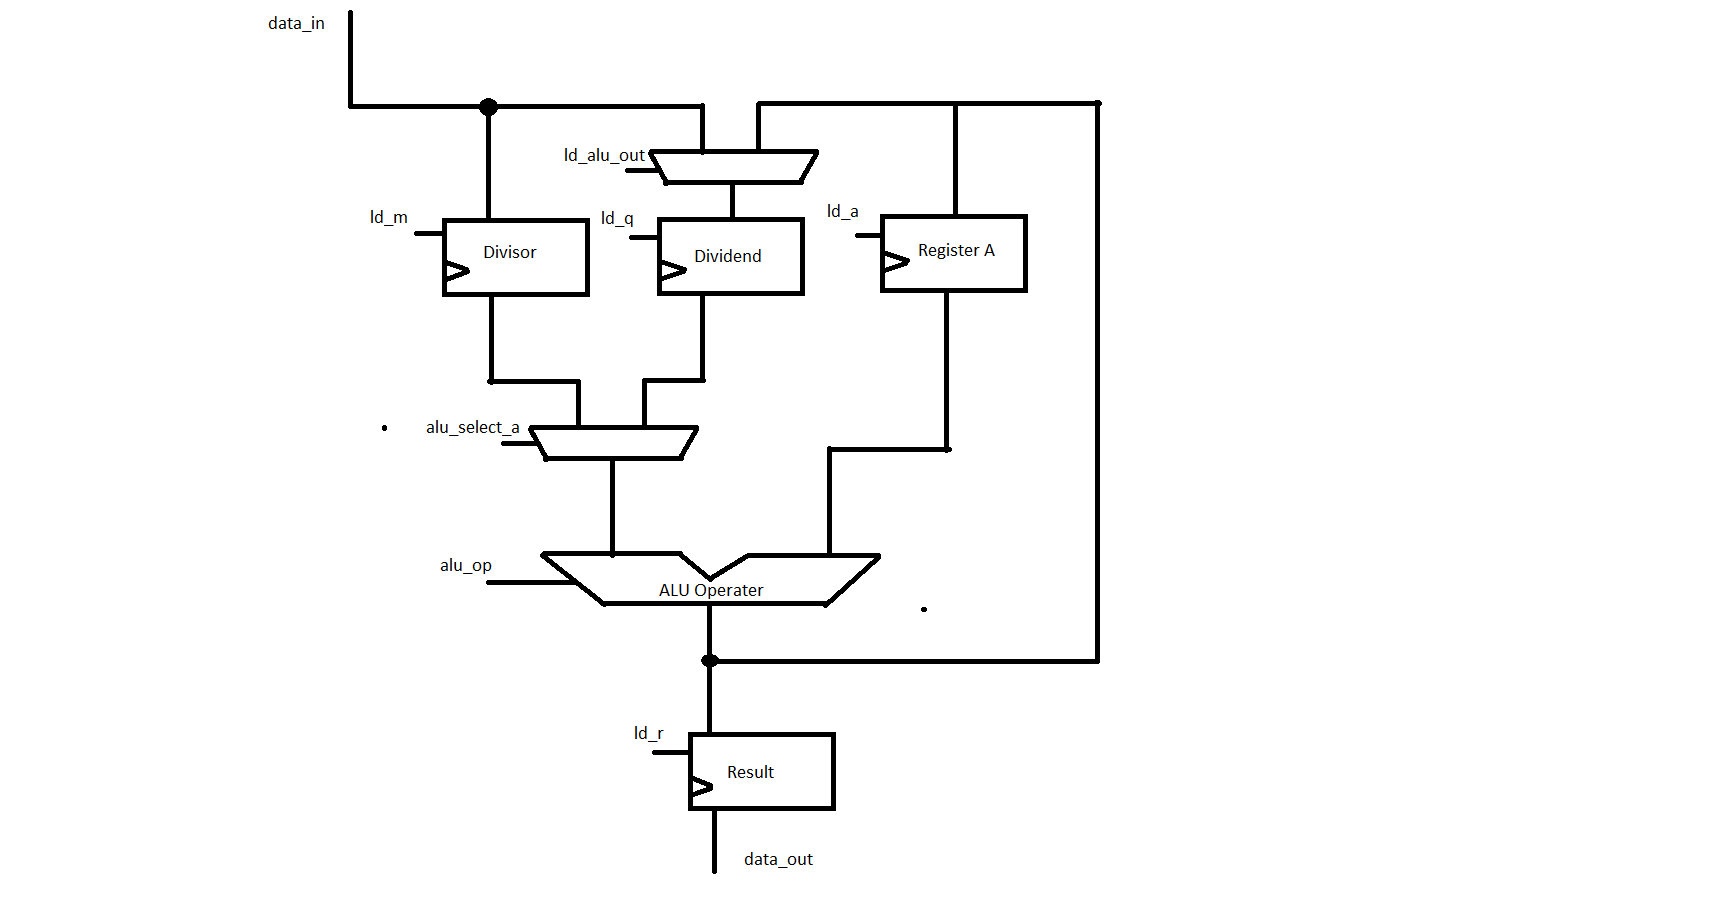 data_in
ld_alu_out
ld_m
ld_q
ld_a
Divisor
Dividend
Register A
alu_select_a
alu_op
ALU Operater
ld_r
Result
data_out